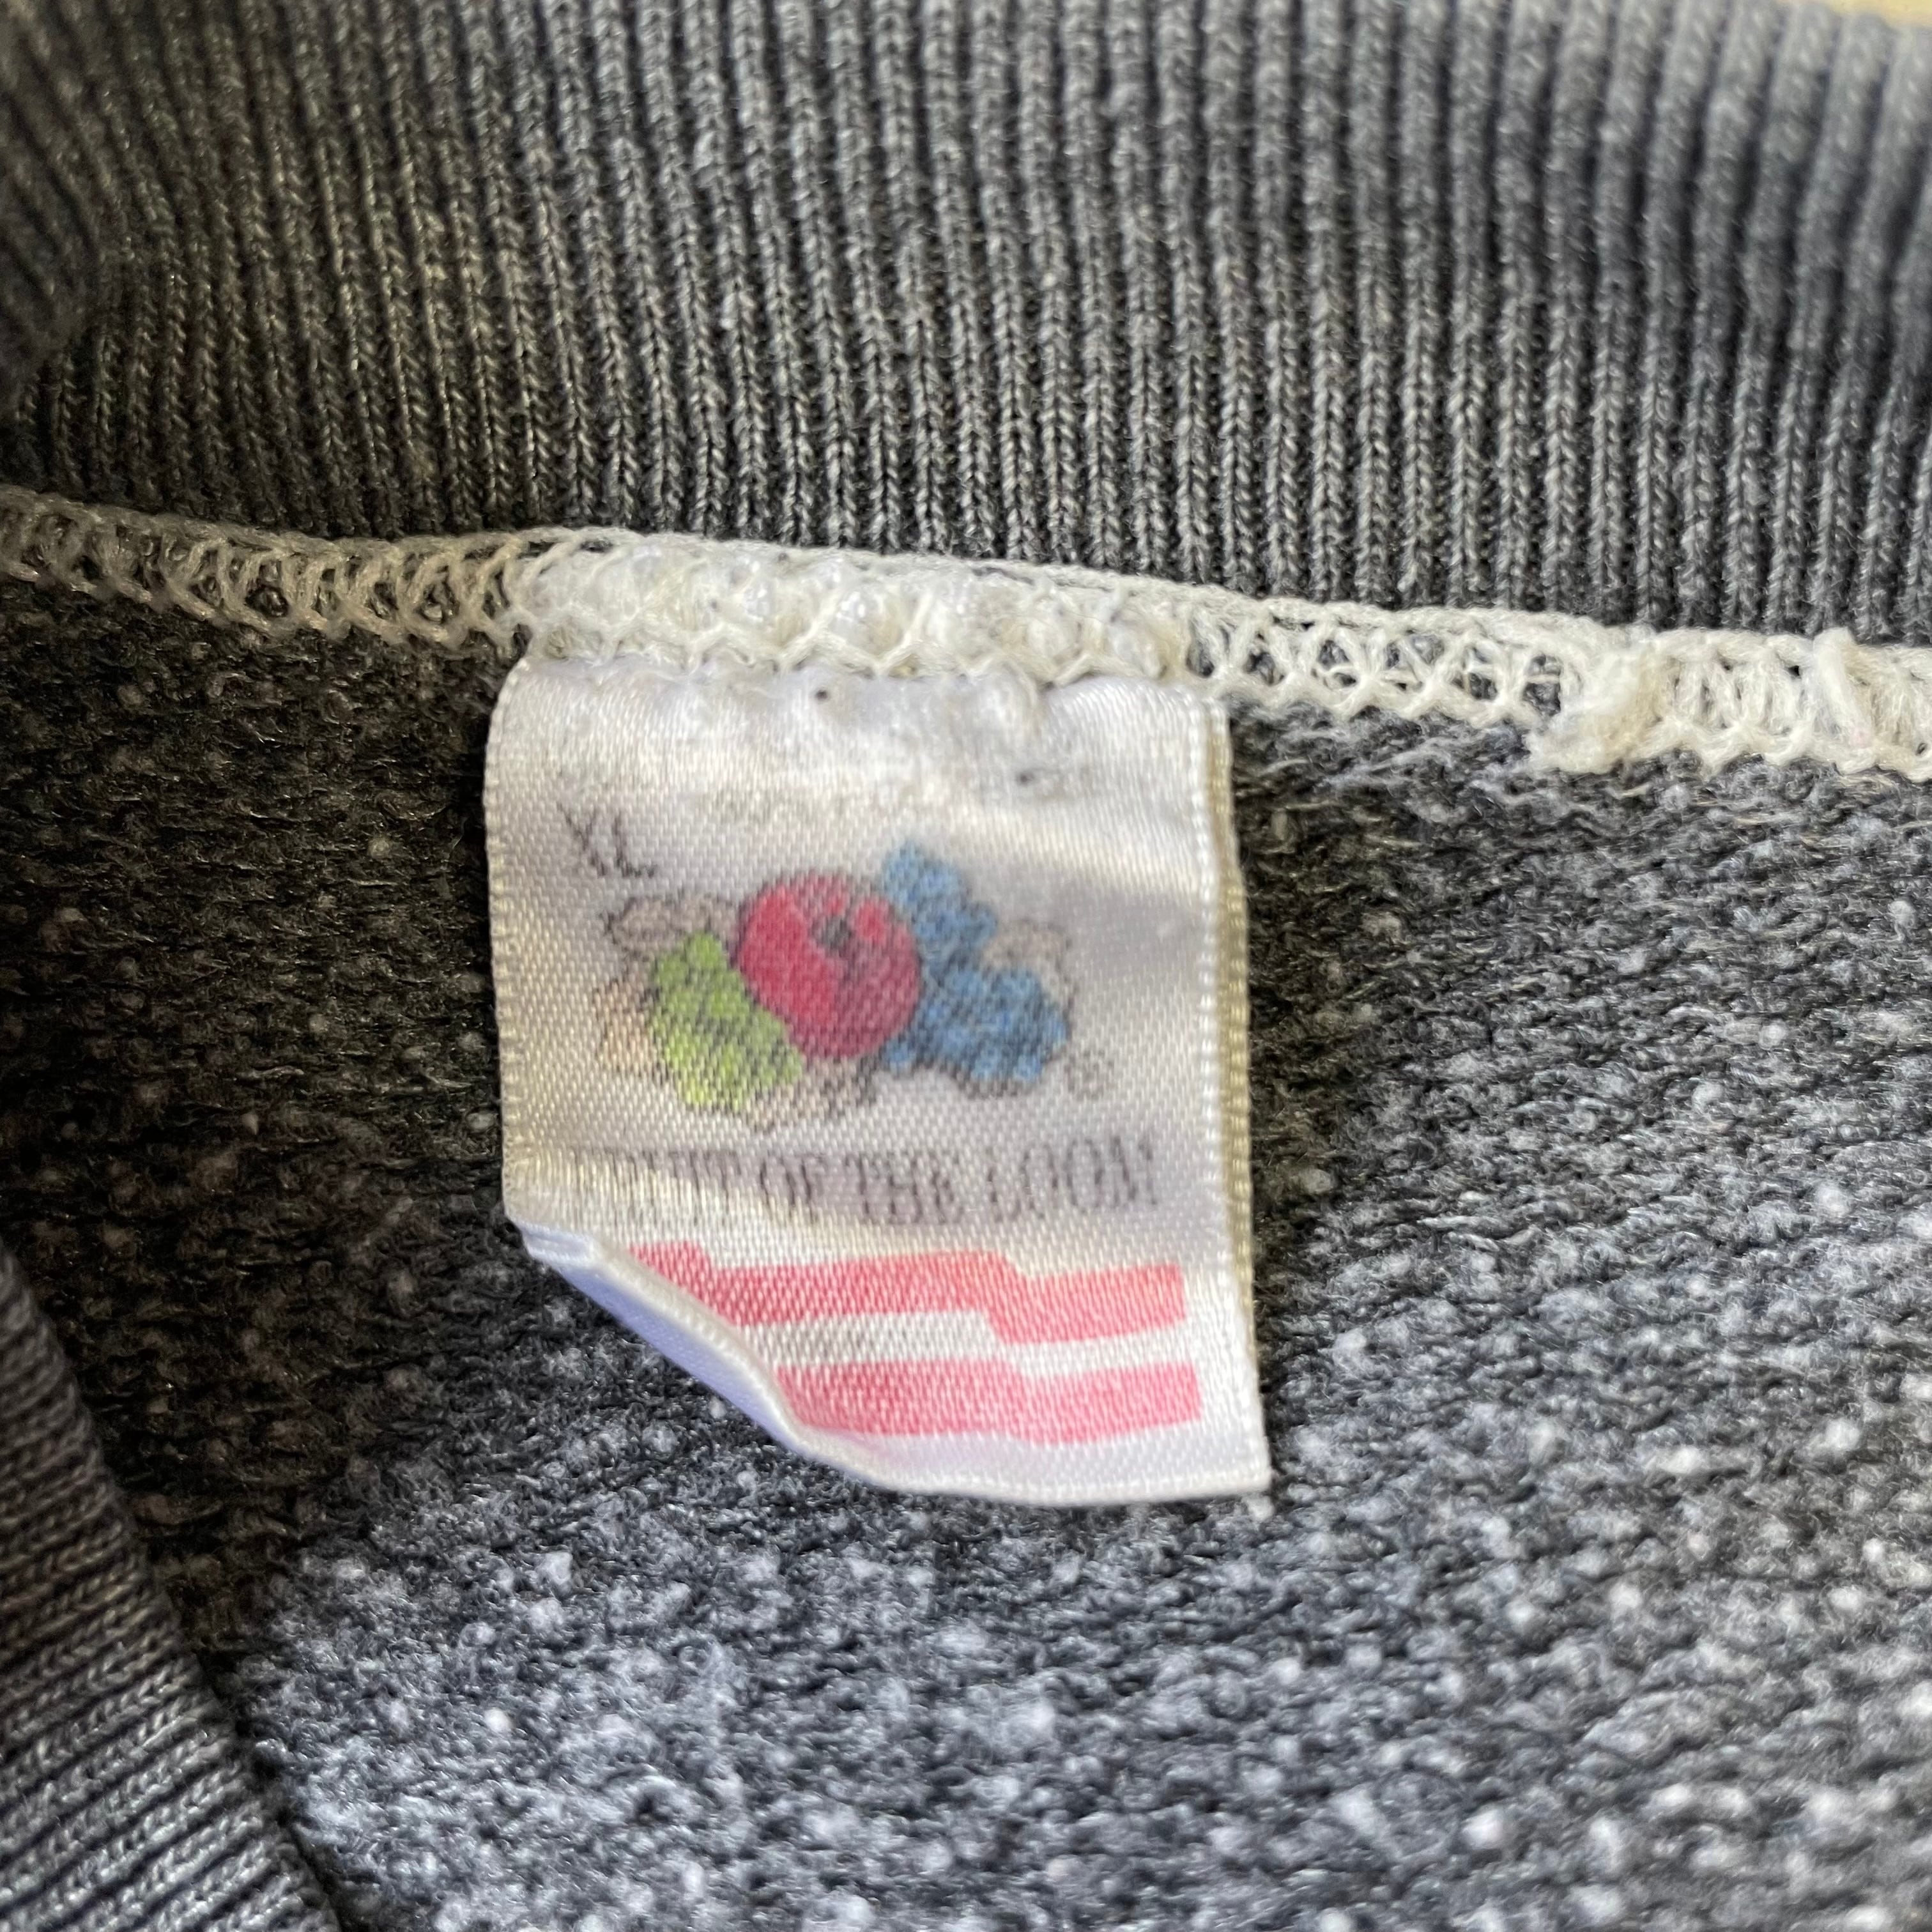 XL
®
FRUIT OF THE LOOM